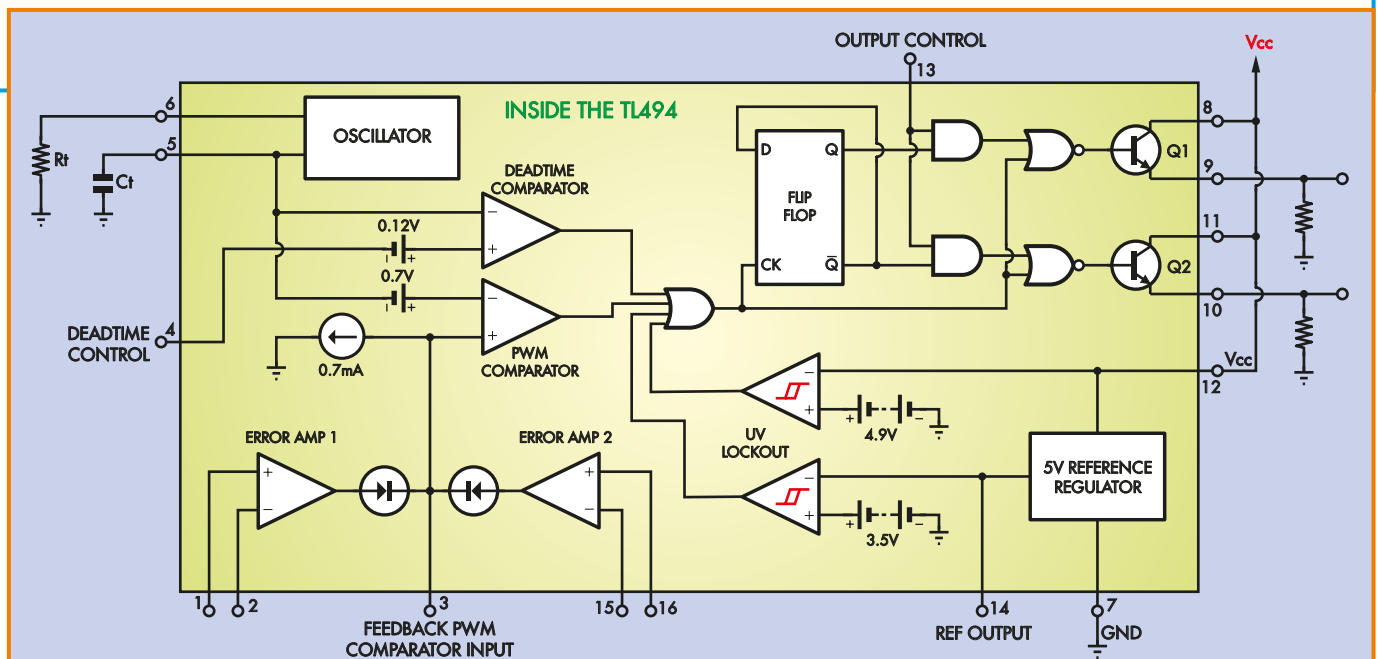 OUTPUT CONTROL
Vcc
13
INSIDE THE TL494
6
OSCILLATOR
8
5
Rt
Ct
DEADTIME
COMPARATOR
D
Q
Q1
9
FLIP
FLOP
0.12V
−
+
− +
11
0.7V
CK
Q̅
Q2
− +
−
+
10
DEADTIME
CONTROL
4
0.7mA
PWM
COMPARATOR
Vcc
12
−
+
+ −
4.9V
UV
LOCKOUT
ERROR AMP 1
ERROR AMP 2
5V REFERENCE
REGULATOR
+
−
+
−
−
+
+ −
3.5V
1
2
3
15
16
14
7
FEEDBACK PWM
COMPARATOR INPUT
REF OUTPUT
GND